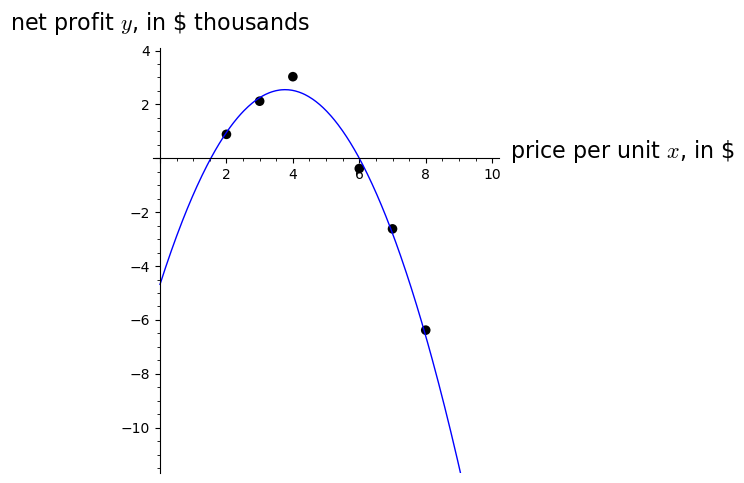 net profit y, in $ thousands
4
2
price per unit x, in $
2 4 6 8 10
−2
−4
−6
−8
−10